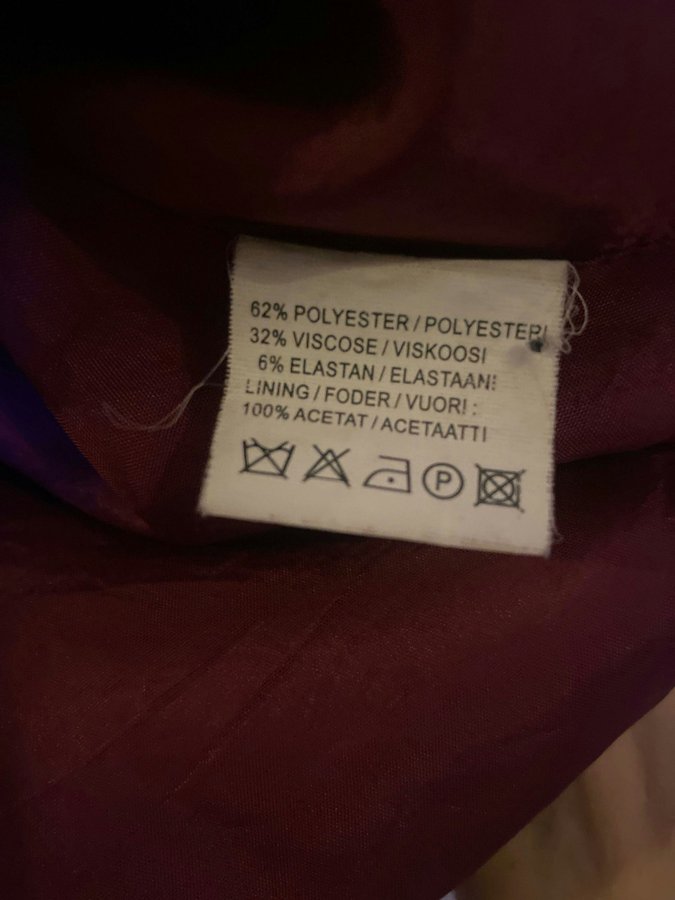 62% POLYESTER / POLYESTERI
32% VISCOSE / VISKOOSI
6% ELASTAN / ELASTAANI
LINING / FODER / VUORI :
100% ACETAT / ACETAATTI
P